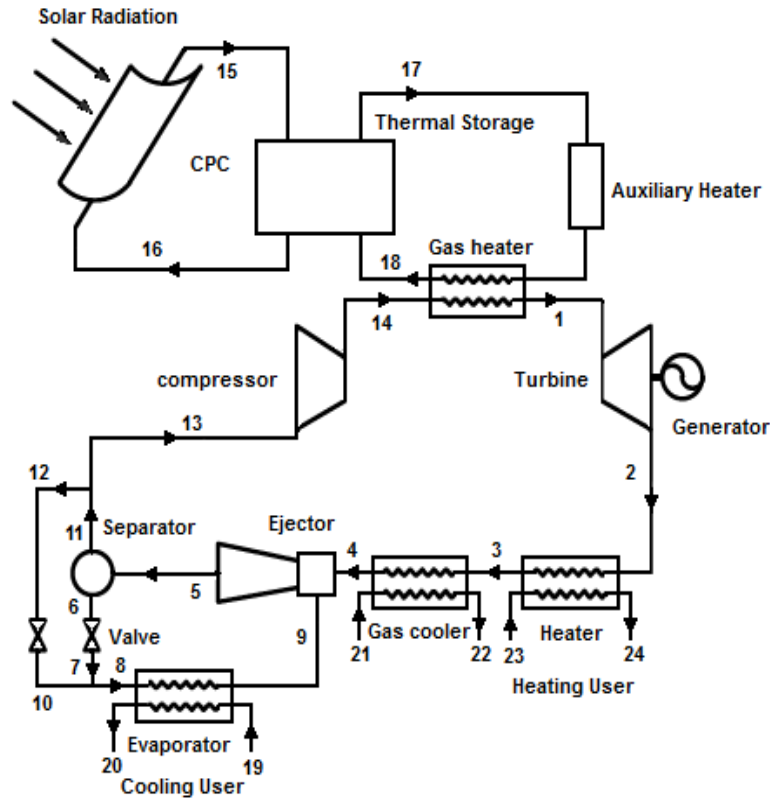 Solar Radiation
15
17
Thermal Storage
CPC
Auxiliary Heater
16
18
Gas heater
14
1
compressor
Turbine
Generator
13
12
2
11
Separator
Ejector
4
3
5
6
9
Valve
Gas cooler
Heater
21
22
23
24
7
8
Heating User
10
Evaporator
20
19
Cooling User